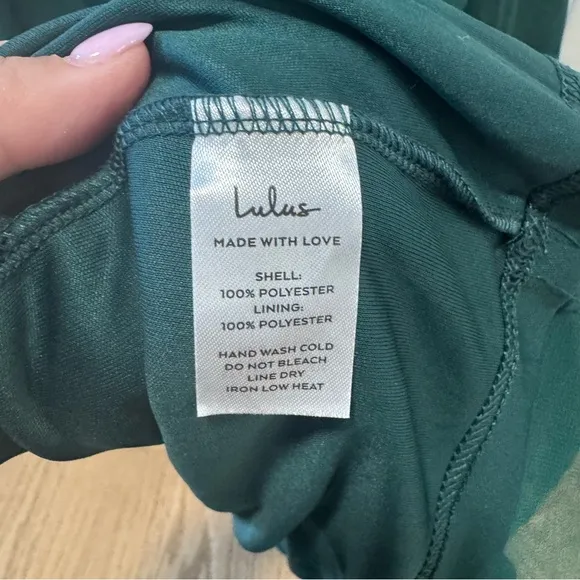 Lulus
MADE WITH LOVE
SHELL:
100% POLYESTER
LINING:
100% POLYESTER
HAND WASH COLD
DO NOT BLEACH
LINE DRY
IRON LOW HEAT